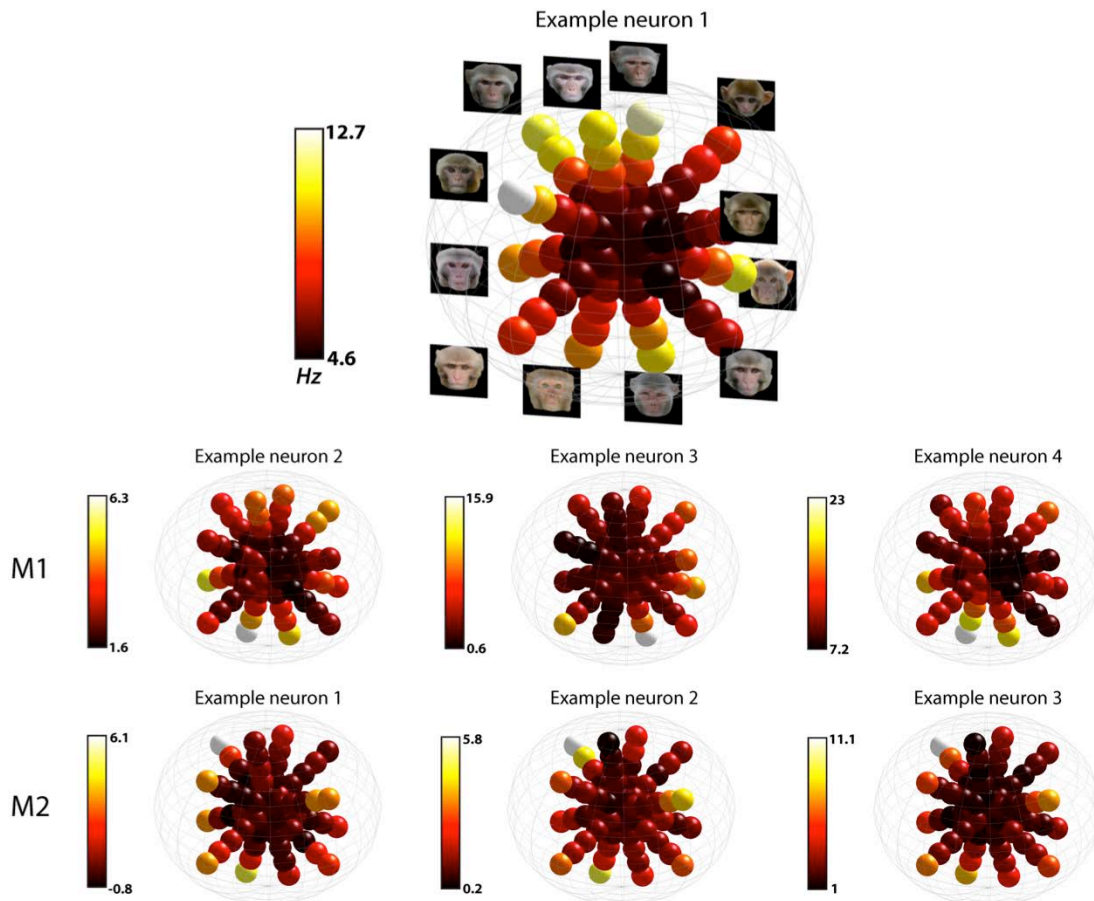 Example neuron 1
12.7
4.6
Hz
Example neuron 2
Example neuron 3
Example neuron 4
M1
6.3
1.6
15.9
0.6
23
7.2
Example neuron 1
Example neuron 2
Example neuron 3
M2
6.1
-0.8
5.8
0.2
11.1
1